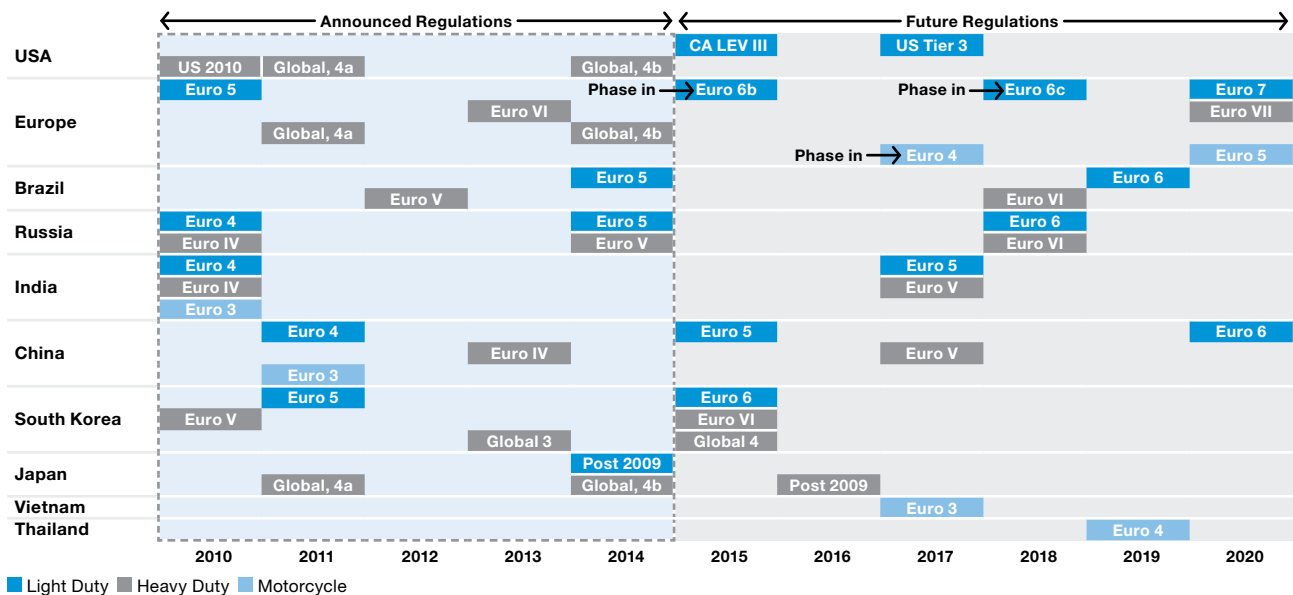 Announced Regulations Future Regulations
USA
CA LEV III US Tier 3
US 2010 Global, 4a Global, 4b
Europe
Euro 5 Phase in Euro 6b Phase in Euro 6c Euro 7
Euro VI Euro VII
Global, 4a Global, 4b
Phase in Euro 4 Euro 5
Brazil
Euro 5 Euro 6
Euro V Euro VI
Russia
Euro 4 Euro 5 Euro 6
Euro IV Euro V Euro VI
India
Euro 4 Euro 5
Euro IV Euro V
Euro 3
China
Euro 4 Euro 5 Euro 6
Euro IV Euro V
Euro 3
South Korea
Euro 5 Euro 6
Euro V Euro VI
Global 3 Global 4
Japan
Post 2009
Global, 4a Global, 4b Post 2009
Vietnam Euro 3
Thailand Euro 4
2010 2011 2012 2013 2014 2015 2016 2017 2018 2019 2020
Light Duty Heavy Duty Motorcycle